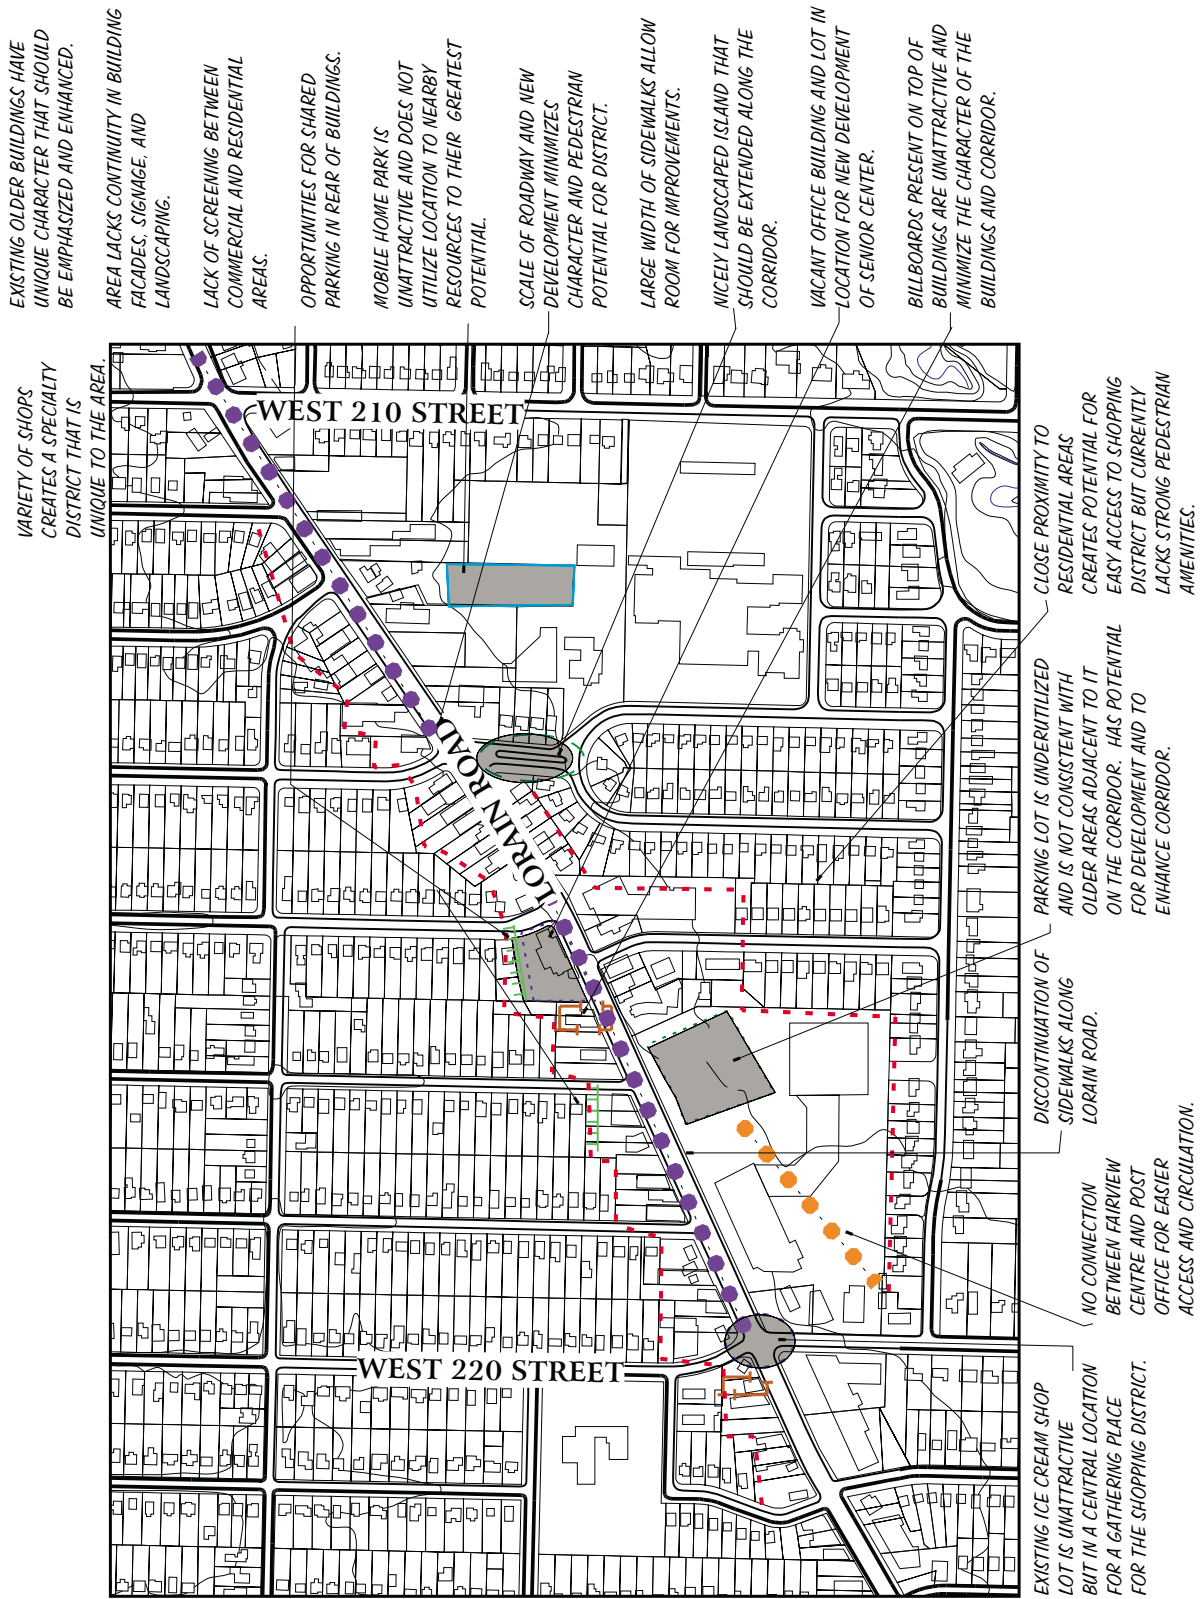 EXISTING OLDER BUILDINGS HAVE
UNIQUE CHARACTER THAT SHOULD
BE EMPHASIZED AND ENHANCED.
AREA LACKS CONTINUITY IN BUILDING
FACADES, SIGNAGE, AND
LANDSCAPING.
LACK OF SCREENING BETWEEN
COMMERCIAL AND RESIDENTIAL
AREAS.
OPPORTUNITIES FOR SHARED
PARKING IN REAR OF BUILDINGS.
MOBILE HOME PARK IS
UNATTRACTIVE AND DOES NOT
UTILIZE LOCATION TO NEARBY
RESOURCES TO THEIR GREATEST
POTENTIAL.
SCALE OF ROADWAY AND NEW
DEVELOPMENT MINIMIZES
CHARACTER AND PEDESTRIAN
POTENTIAL FOR DISTRICT.
LARGE WIDTH OF SIDEWALKS ALLOW
ROOM FOR IMPROVEMENTS.
NICELY LANDSCAPED ISLAND THAT
SHOULD BE EXTENDED ALONG THE
CORRIDOR.
VACANT OFFICE BUILDING AND LOT IN
LOCATION FOR NEW DEVELOPMENT
OF SENIOR CENTER.
BILLBOARDS PRESENT ON TOP OF
BUILDINGS ARE UNATTRACTIVE AND
MINIMIZE THE CHARACTER OF THE
BUILDINGS AND CORRIDOR.
VARIETY OF SHOPS
CREATES A SPECIALTY
DISTRICT THAT IS
UNIQUE TO THE AREA.
WEST 210 STREET
LORAIN ROAD
WEST 220 STREET
EXISTING ICE CREAM SHOP
LOT IS UNATTRACTIVE
BUT IN A CENTRAL LOCATION
FOR A GATHERING PLACE
FOR THE SHOPPING DISTRICT.
NO CONNECTION
BETWEEN FAIRVIEW
CENTRE AND POST
OFFICE FOR EASIER
ACCESS AND CIRCULATION.
DISCONTINUATION OF
SIDEWALKS ALONG
LORAIN ROAD.
PARKING LOT IS UNDERUTILIZED
AND IS NOT CONSISTENT WITH
OLDER AREAS ADJACENT TO IT
ON THE CORRIDOR. HAS POTENTIAL
FOR DEVELOPMENT AND TO
ENHANCE CORRIDOR.
CLOSE PROXIMITY TO
RESIDENTIAL AREAS
CREATES POTENTIAL FOR
EASY ACCESS TO SHOPPING
DISTRICT BUT CURRENTLY
LACKS STRONG PEDESTRIAN
AMENITIES.